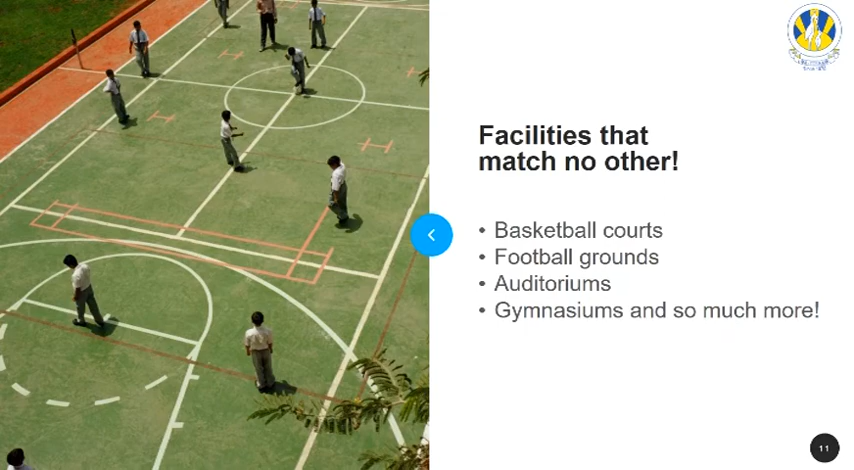 Facilities that
match no other!
• Basketball courts
• Football grounds
• Auditoriums
• Gymnasiums and so much more!
11